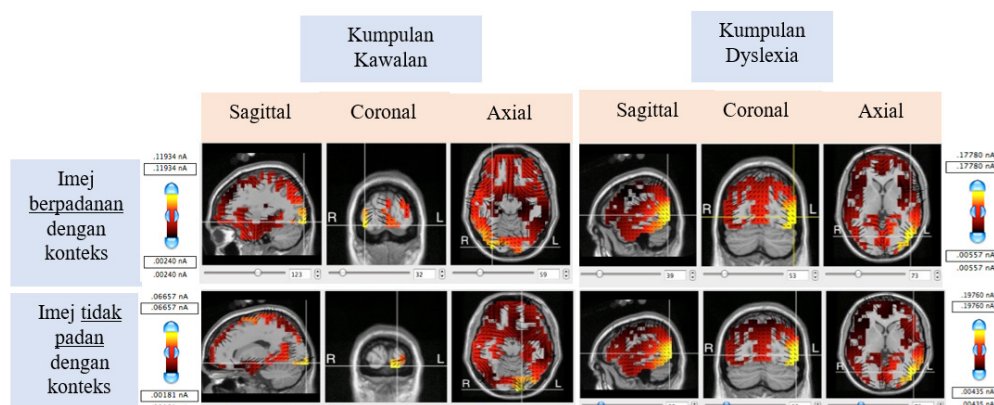 Kumpulan
Kawalan
Kumpulan
Dyslexia
Sagittal Coronal Axial Sagittal Coronal Axial
Imej
berpadanan
dengan
konteks
.11934 nA
.11934 nA
R L
R L
R L
R L
.17780 nA
.17780 nA
.00240 nA
.00240 nA
123 32 59 39 53 73
.00557 nA
.00557 nA
Imej tidak
padan
dengan
konteks
.06657 nA
.06657 nA
R L
R L
R L
R L
.19760 nA
.19760 nA
.00181 nA
.00435 nA
.00435 nA